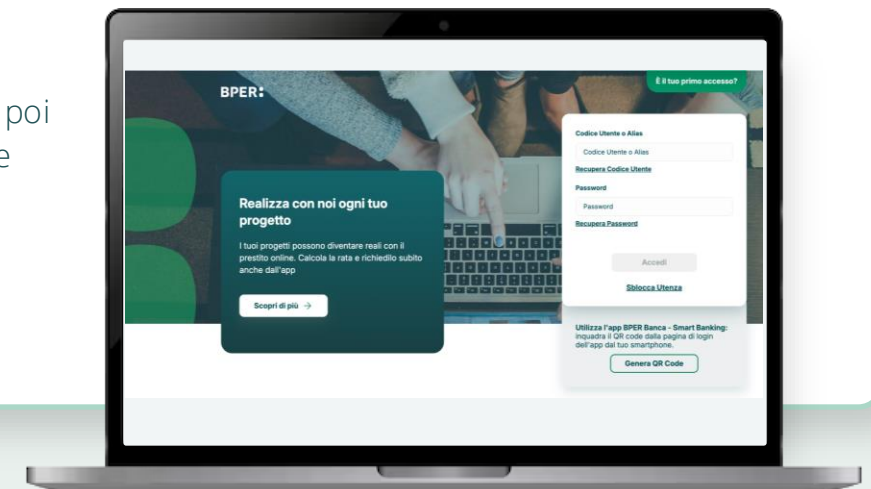 poi
e
BPER:
È il tuo primo accesso?
Codice Utente o Alias
Codice Utente o Alias
Recupera Codice Utente
Password
Password
Recupera Password
Accedi
Sblocca Utenza
Realizza con noi ogni tuo
progetto
I tuoi progetti possono diventare reali con il
prestito online. Calcola la rata e richiedilo subito
anche dall'app
Scopri di più →
Utilizza l'app BPER Banca - Smart Banking:
inquadra il QR code dalla pagina di login
dell'app dal tuo smartphone.
Genera QR Code